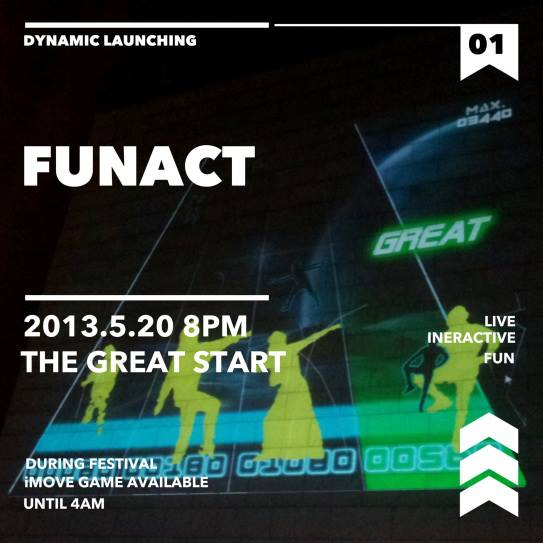 DYNAMIC LAUNCHING
01
MAX.
03440
FUNACT
GREAT
2013.5.20 8PM
THE GREAT START
LIVE
INERACTIVE
FUN
DURING FESTIVAL
iMOVE GAME AVAILABLE
UNTIL 4AM